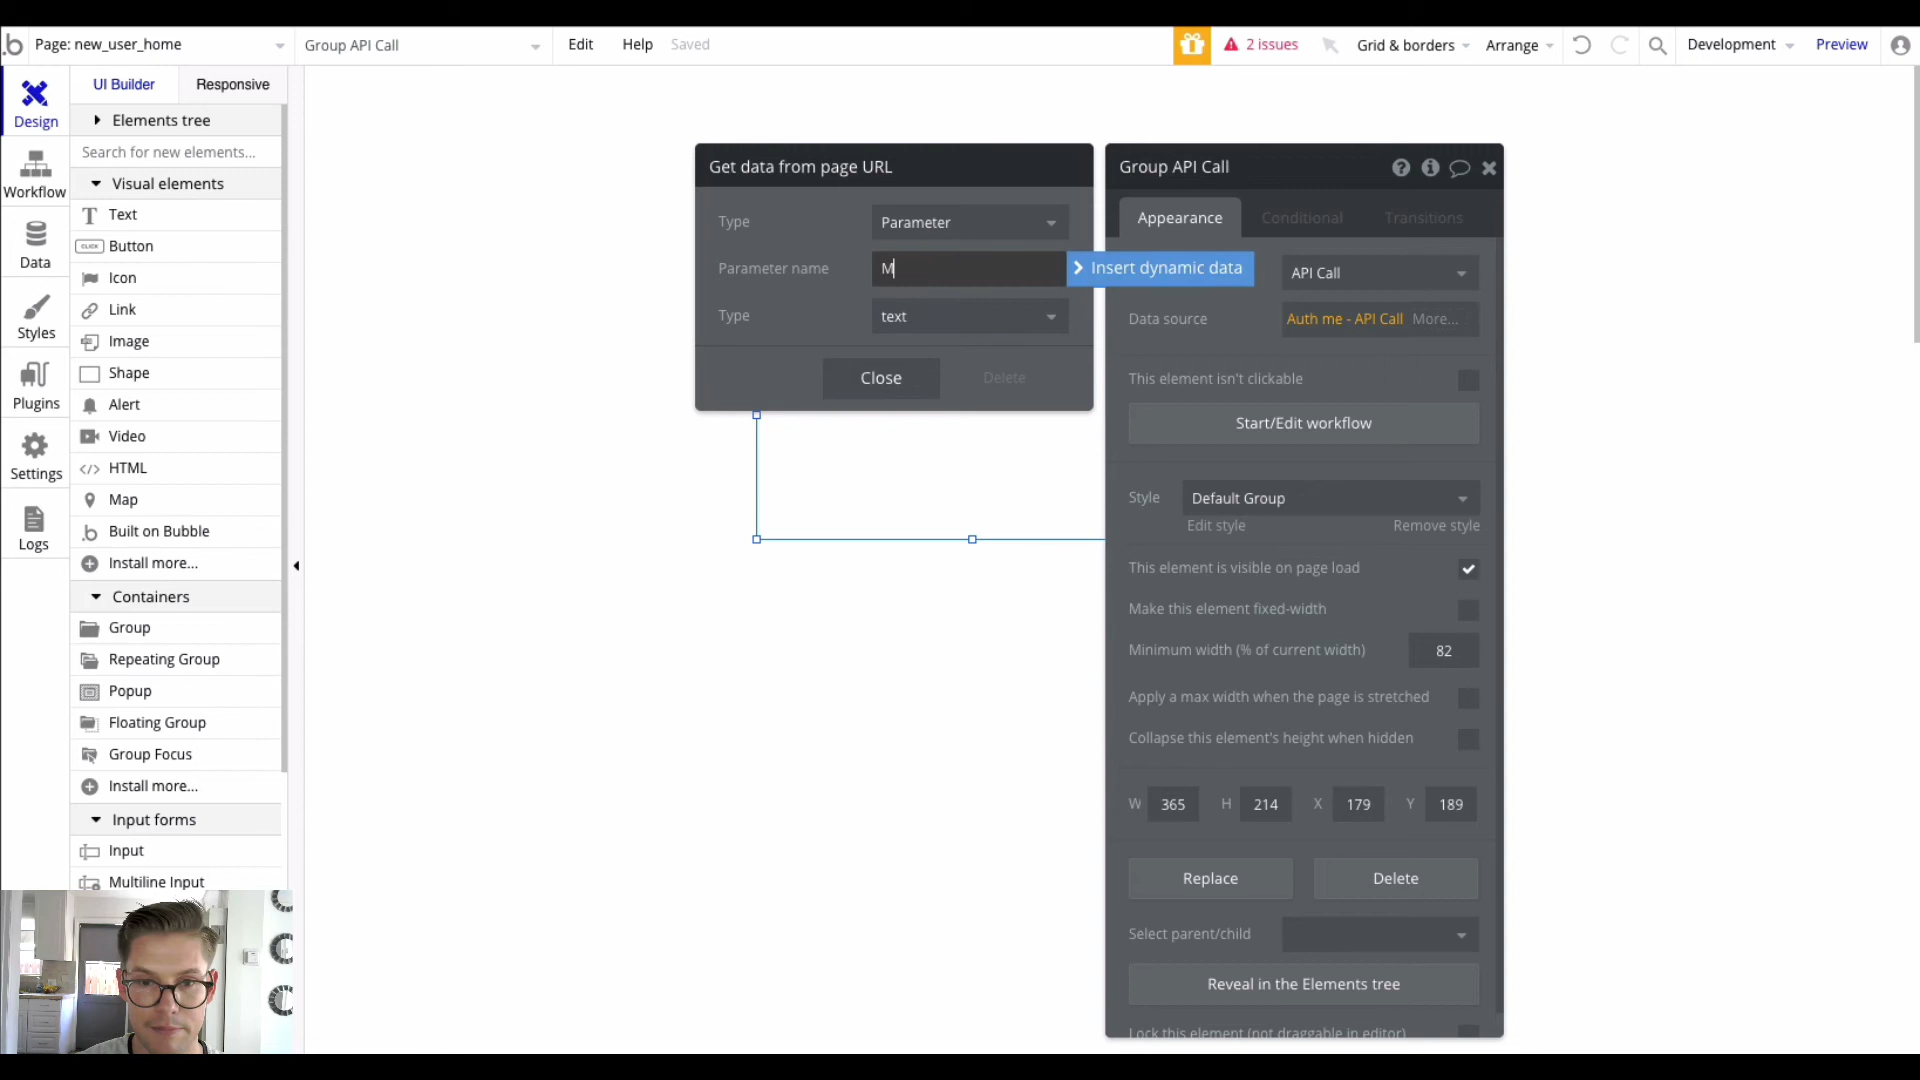 Page: new_user_home
Group API Call
Edit
Help
Saved
2 issues
Grid & borders
Arrange
Development
Preview
Design
Workflow
Data
Styles
Plugins
Settings
Logs
UI Builder
Responsive
Elements tree
Search for new elements...
Visual elements
Text
CLICK Button
Icon
Link
Image
Shape
Alert
Video
HTML
Map
Built on Bubble
Install more...
Containers
Group
Repeating Group
Popup
Floating Group
Group Focus
Install more...
Input forms
Input
Multiline Input
Get data from page URL
Type Parameter
Parameter name M
Insert dynamic data
Type text
Close
Delete
Group API Call
Appearance
Conditional
Transitions
API Call
Data source Auth me - API Call More...
This element isn't clickable
Start/Edit workflow
Style Default Group
Edit style
Remove style
This element is visible on page load
Make this element fixed-width
Minimum width (% of current width) 82
Apply a max width when the page is stretched
Collapse this element's height when hidden
W 365 H 214 X 179 Y 189
Replace
Delete
Select parent/child
Reveal in the Elements tree
Lock this element (not draggable in editor)